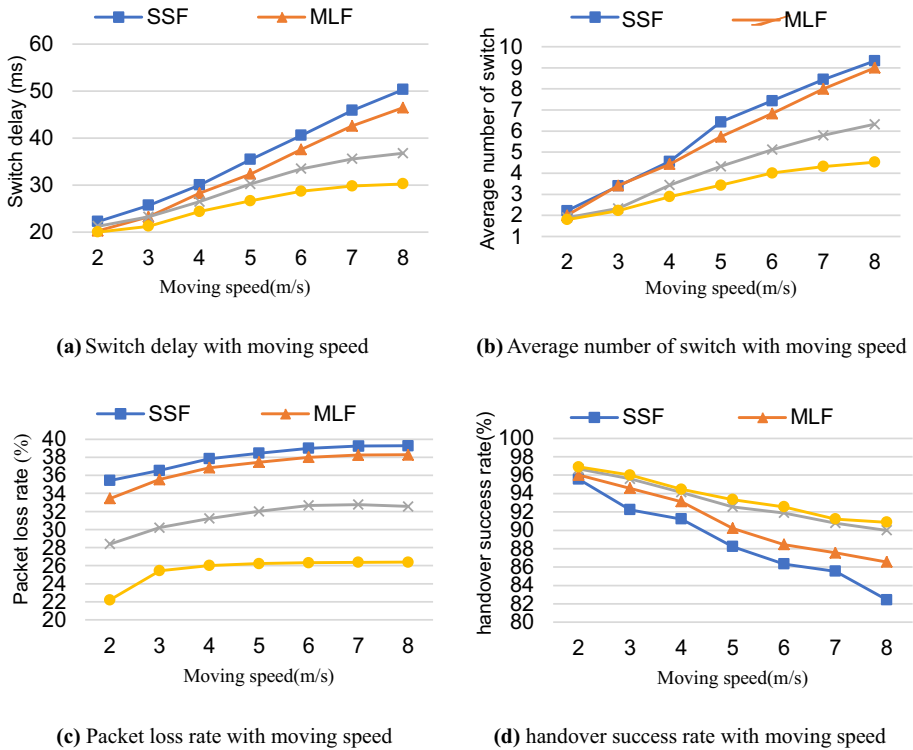 SSF MLF
60
50
40
30
20
Switch delay (ms)
2 3 4 5 6 7 8
Moving speed(m/s)
(a) Switch delay with moving speed
SSF MLF
10
9
8
7
6
5
4
3
2
1
Average number of switch
2 3 4 5 6 7 8
Moving speed(m/s)
(b) Average number of switch with moving speed
SSF MLF
40
38
36
34
32
30
28
26
24
22
20
Packet loss rate (%)
2 3 4 5 6 7 8
Moving speed(m/s)
(c) Packet loss rate with moving speed
SSF MLF
100
98
96
94
92
90
88
86
84
82
80
handover success rate(%)
2 3 4 5 6 7 8
Moving speed(m/s)
(d) handover success rate with moving speed